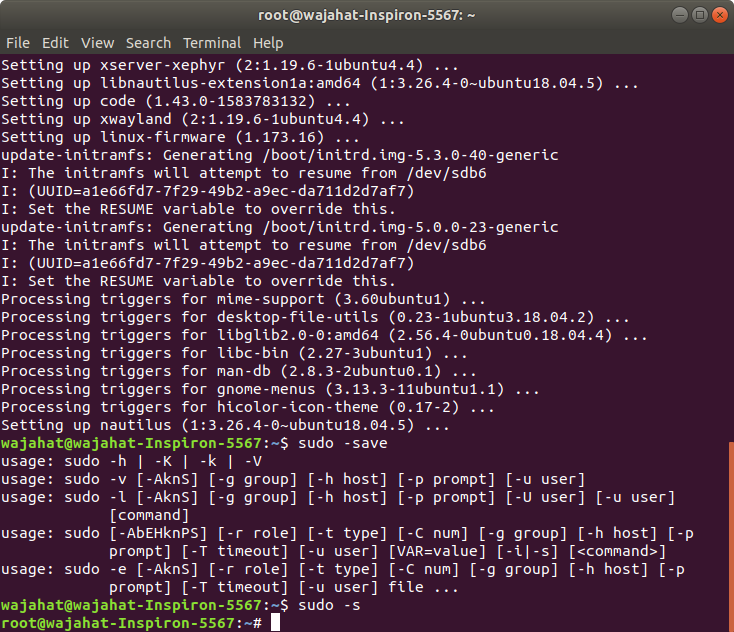 root@wajahat-Inspiron-5567: ~
File Edit View Search Terminal Help
Setting up xserver-xephyr (2:1.19.6-1ubuntu4.4) ...
Setting up libnautilus-extension1a:amd64 (1:3.26.4-0~ubuntu18.04.5) ...
Setting up code (1.43.0-1583783132) ...
Setting up xwayland (2:1.19.6-1ubuntu4.4) ...
Setting up linux-firmware (1.173.16) ...
update-initramfs: Generating /boot/initrd.img-5.3.0-40-generic
I: The initramfs will attempt to resume from /dev/sdb6
I: (UUID=a1e66fd7-7f29-49b2-a9ec-da711d2d7af7)
I: Set the RESUME variable to override this.
update-initramfs: Generating /boot/initrd.img-5.0.0-23-generic
I: The initramfs will attempt to resume from /dev/sdb6
I: (UUID=a1e66fd7-7f29-49b2-a9ec-da711d2d7af7)
I: Set the RESUME variable to override this.
Processing triggers for mime-support (3.60ubuntu1) ...
Processing triggers for desktop-file-utils (0.23-1ubuntu3.18.04.2) ...
Processing triggers for libglib2.0-0:amd64 (2.56.4-0ubuntu0.18.04.4) ...
Processing triggers for libc-bin (2.27-3ubuntu1) ...
Processing triggers for man-db (2.8.3-2ubuntu0.1) ...
Processing triggers for gnome-menus (3.13.3-11ubuntu1.1) ...
Processing triggers for hicolor-icon-theme (0.17-2) ...
Setting up nautilus (1:3.26.4-0~ubuntu18.04.5) ...
wajahat@wajahat-Inspiron-5567:~$ sudo -save
usage: sudo -h | -K | -k | -V
usage: sudo -v [-AknS] [-g group] [-h host] [-p prompt] [-u user]
usage: sudo -l [-AknS] [-g group] [-h host] [-p prompt] [-U user] [-u user]
[command]
usage: sudo [-AbEHknPS] [-r role] [-t type] [-C num] [-g group] [-h host] [-p
prompt] [-T timeout] [-u user] [VAR=value] [-i|-s] [<command>]
usage: sudo -e [-AknS] [-r role] [-t type] [-C num] [-g group] [-h host] [-p
prompt] [-T timeout] [-u user] file ...
wajahat@wajahat-Inspiron-5567:~$ sudo -s
root@wajahat-Inspiron-5567:~#